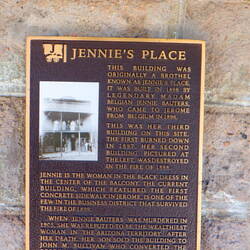 JENNIE'S PLACE
THIS BUILDING WAS
ORIGINALLY A BROTHEL
KNOWN AS JENNIE'S PLACE.
IT WAS BUILT IN 1898 BY
LEGENDARY MADAM
BELGIAN JENNIE BAUTERS,
WHO CAME TO JEROME
FROM BELGIUM IN 1896.
THIS WAS HER THIRD
BUILDING ON THIS SITE.
THE FIRST BURNED DOWN
IN 1897. HER SECOND
BUILDING, PICTURED AT
THE LEFT, WAS DESTROYED
IN THE FIRE OF 1898.
JENNIE IS THE WOMAN IN THE BLACK DRESS IN
THE CENTER OF THE BALCONY. THE CURRENT
BUILDING, WHICH FEATURED THE FIRST
CONCRETE SIDEWALK IN JEROME, IS ONE OF THE
FEW IN THE BUSINESS DISTRICT THAT SURVIVED
THE FIRE OF 1899.
WHEN JENNIE BAUTERS WAS MURDERED IN
1905, SHE WAS REPUTED TO BE THE WEALTHIEST
WOMAN IN THE ARIZONA TERRITORY. AFTER
HER DEATH, HER SON SOLD THE BUILDING TO
JOHN M. SULLIVAN WHO CONVERTED THE